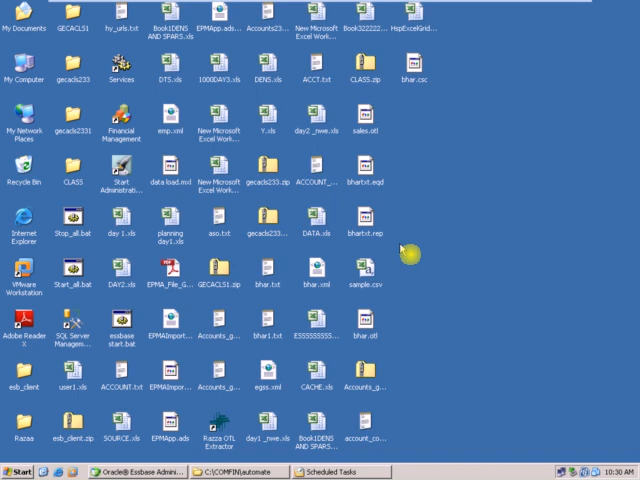 My Documents
GECACLS1
hy_urls.txt
Book1DENS
AND SPARS.xls
EPMApp.ads...
Accounts23...
New Microsoft
Excel Work...
Book322222...
HspExcelGrid...
My Computer
gecacls233
Services
DTS.xls
1000DAY3.xls
DENS.xls
ACCT.txt
CLASS.zip
bhar.csc
My Network
Places
gecacls2331
Financial
Management
emp.xml
New Microsoft
Excel Work...
Y.xls
day2 _nwe.xls
sales.otl
Recycle Bin
CLASS
Start
Administrati...
data load.mxl
New Microsoft
Excel Work...
gecacls233.zip
ACCOUNT_...
bhartxt.eqd
Internet
Explorer
Stop_all.bat
day 1.xls
planning
day1.xls
aso.txt
gecacls233...
DATA.xls
bhartxt.rep
VMware
Workstation
Start_all.bat
DAY2.xls
EPMA_File_G...
GECACLS1.zip
bhar.txt
bhar.xml
sample.csv
Adobe Reader
X
SQL Server
Managem...
essbase
start.bat
EPMAImpor...
Accounts_g...
bhar1.txt
ESSSSSSSSS...
bhar.otl
esb_client
user1.xls
ACCOUNT.txt
EPMAImpor...
Accounts_g...
egss.xml
CACHE.xls
Accounts_g...
Razaa
esb_client.zip
SOURCE.xls
EPMApp.ads
Razza OTL
Extractor
day1 _nwe.xls
Book1DENS
AND SPARS...
account_co...
Start
Oracle® Essbase Admini...
C:\COMFIN\automate
Scheduled Tasks
10:30 AM